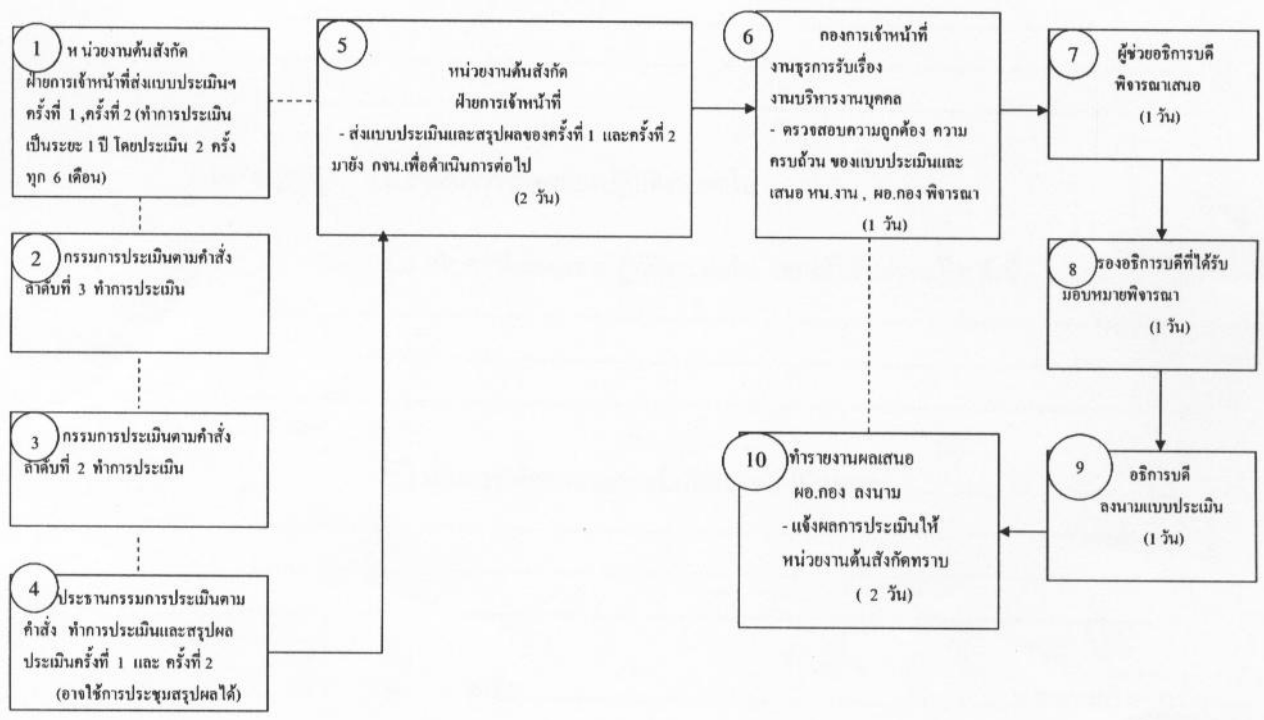 1
หน่วยงานต้นสังกัด
ฝ่ายการเจ้าหน้าที่ส่งแบบประเมินฯ
ครั้งที่ 1 ,ครั้งที่ 2 (ทำการประเมิน
เป็นระยะ 1 ปี โดยประเมิน 2 ครั้ง
ทุก 6 เดือน)
2
กรรมการประเมินตามคำสั่ง
ลำดับที่ 3 ทำการประเมิน
3
กรรมการประเมินตามคำสั่ง
ลำดับที่ 2 ทำการประเมิน
4
ประธานกรรมการประเมินตาม
คำสั่ง ทำการประเมินและสรุปผล
ประเมินครั้งที่ 1 และ ครั้งที่ 2
(อาจใช้การประชุมสรุปผลได้)
5
หน่วยงานต้นสังกัด
ฝ่ายการเจ้าหน้าที่
- ส่งแบบประเมินและสรุปผลของครั้งที่ 1 และครั้งที่ 2
มายัง กจน.เพื่อดำเนินการต่อไป
(2 วัน)
6
กองการเจ้าหน้าที่
งานธุรการรับเรื่อง
งานบริหารงานบุคคล
- ตรวจสอบความถูกต้อง ความ
ครบถ้วน ของแบบประเมินและ
เสนอ หน.งาน , ผอ.กอง พิจารณา
(1 วัน)
7
ผู้ช่วยอธิการบดี
พิจารณาเสนอ
(1 วัน)
8
รองอธิการบดีที่ได้รับ
มอบหมายพิจารณา
(1 วัน)
9
อธิการบดี
ลงนามแบบประเมิน
(1 วัน)
10
ทำรายงานผลเสนอ
ผอ.กอง ลงนาม
-แจ้งผลการประเมินให้
หน่วยงานต้นสังกัดทราบ
( 2 วัน)